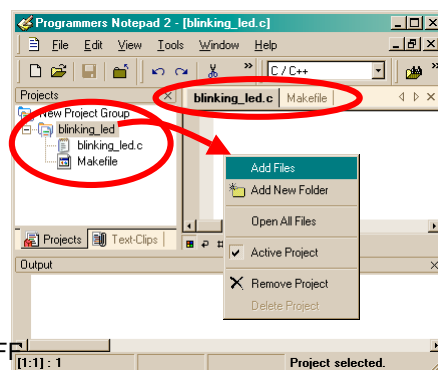 Programmers Notepad 2 - [blinking_led.c]
File Edit View Tools Window Help
C / C++
Projects
blinking_led.c Makefile
New Project Group
blinking_led
blinking_led.c
Makefile
Add Files
Add New Folder
Open All Files
Active Project
Remove Project
Delete Project
Projects Text-Clips
Output
FF
[1:1] : 1 Project selected.